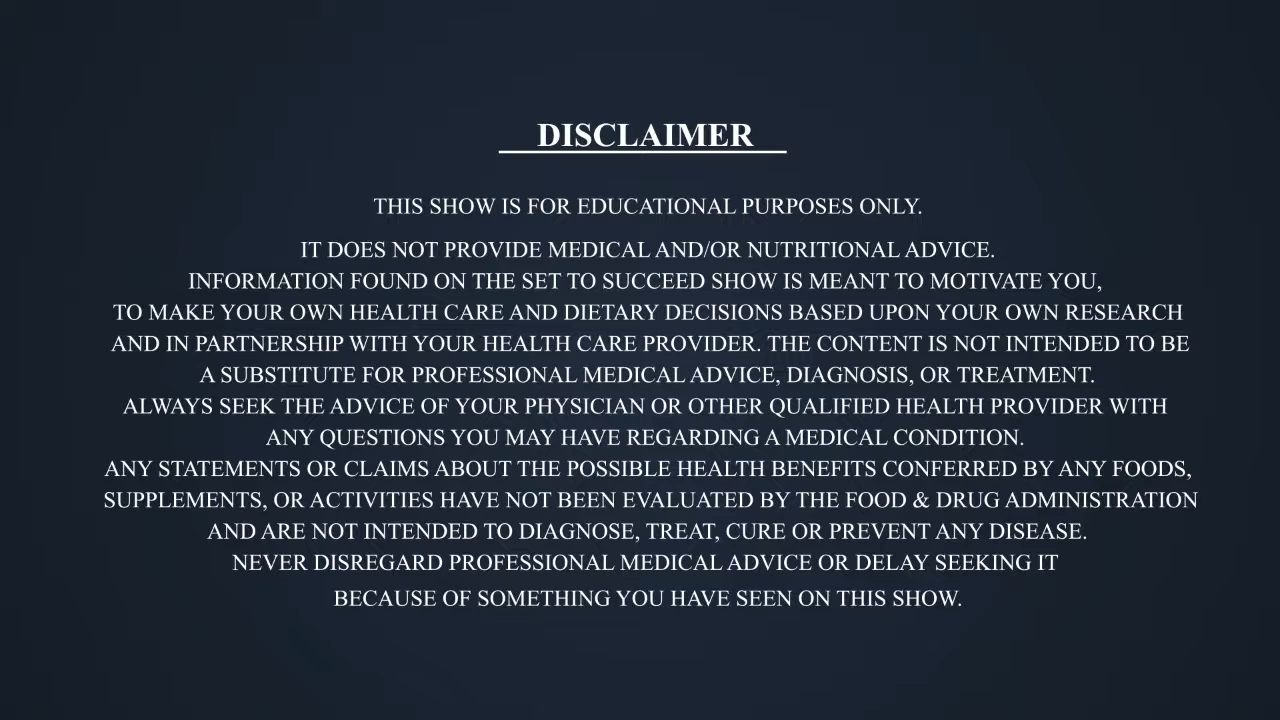 DISCLAIMER
THIS SHOW IS FOR EDUCATIONAL PURPOSES ONLY.
IT DOES NOT PROVIDE MEDICAL AND/OR NUTRITIONAL ADVICE.
INFORMATION FOUND ON THE SET TO SUCCEED SHOW IS MEANT TO MOTIVATE YOU,
TO MAKE YOUR OWN HEALTH CARE AND DIETARY DECISIONS BASED UPON YOUR OWN RESEARCH
AND IN PARTNERSHIP WITH YOUR HEALTH CARE PROVIDER. THE CONTENT IS NOT INTENDED TO BE
A SUBSTITUTE FOR PROFESSIONAL MEDICAL ADVICE, DIAGNOSIS, OR TREATMENT.
ALWAYS SEEK THE ADVICE OF YOUR PHYSICIAN OR OTHER QUALIFIED HEALTH PROVIDER WITH
ANY QUESTIONS YOU MAY HAVE REGARDING A MEDICAL CONDITION.
ANY STATEMENTS OR CLAIMS ABOUT THE POSSIBLE HEALTH BENEFITS CONFERRED BY ANY FOODS,
SUPPLEMENTS, OR ACTIVITIES HAVE NOT BEEN EVALUATED BY THE FOOD & DRUG ADMINISTRATION
AND ARE NOT INTENDED TO DIAGNOSE, TREAT, CURE OR PREVENT ANY DISEASE.
NEVER DISREGARD PROFESSIONAL MEDICAL ADVICE OR DELAY SEEKING IT
BECAUSE OF SOMETHING YOU HAVE SEEN ON THIS SHOW.